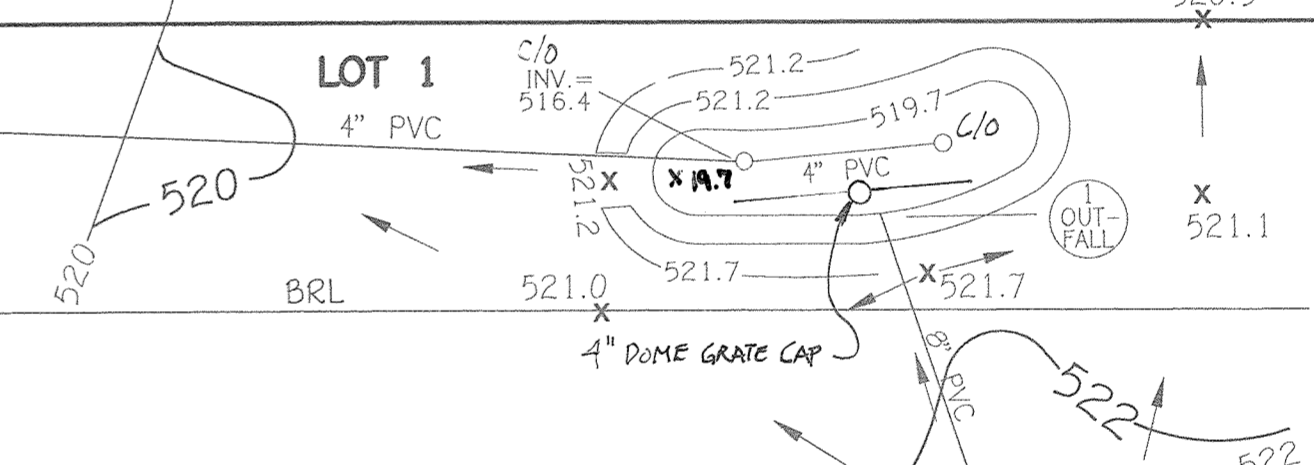 LOT 1
C/O
INV.=
516.4
521.2
521.2
519.7
C/O
4" PVC
4" PVC
x 19.7
x
521.2
520
520
1
OUT-
FALL
x
521.1
x
521.7
x
521.7
521.0
x
BRL
4" DOME GRATE CAP
8" PVC
522
522